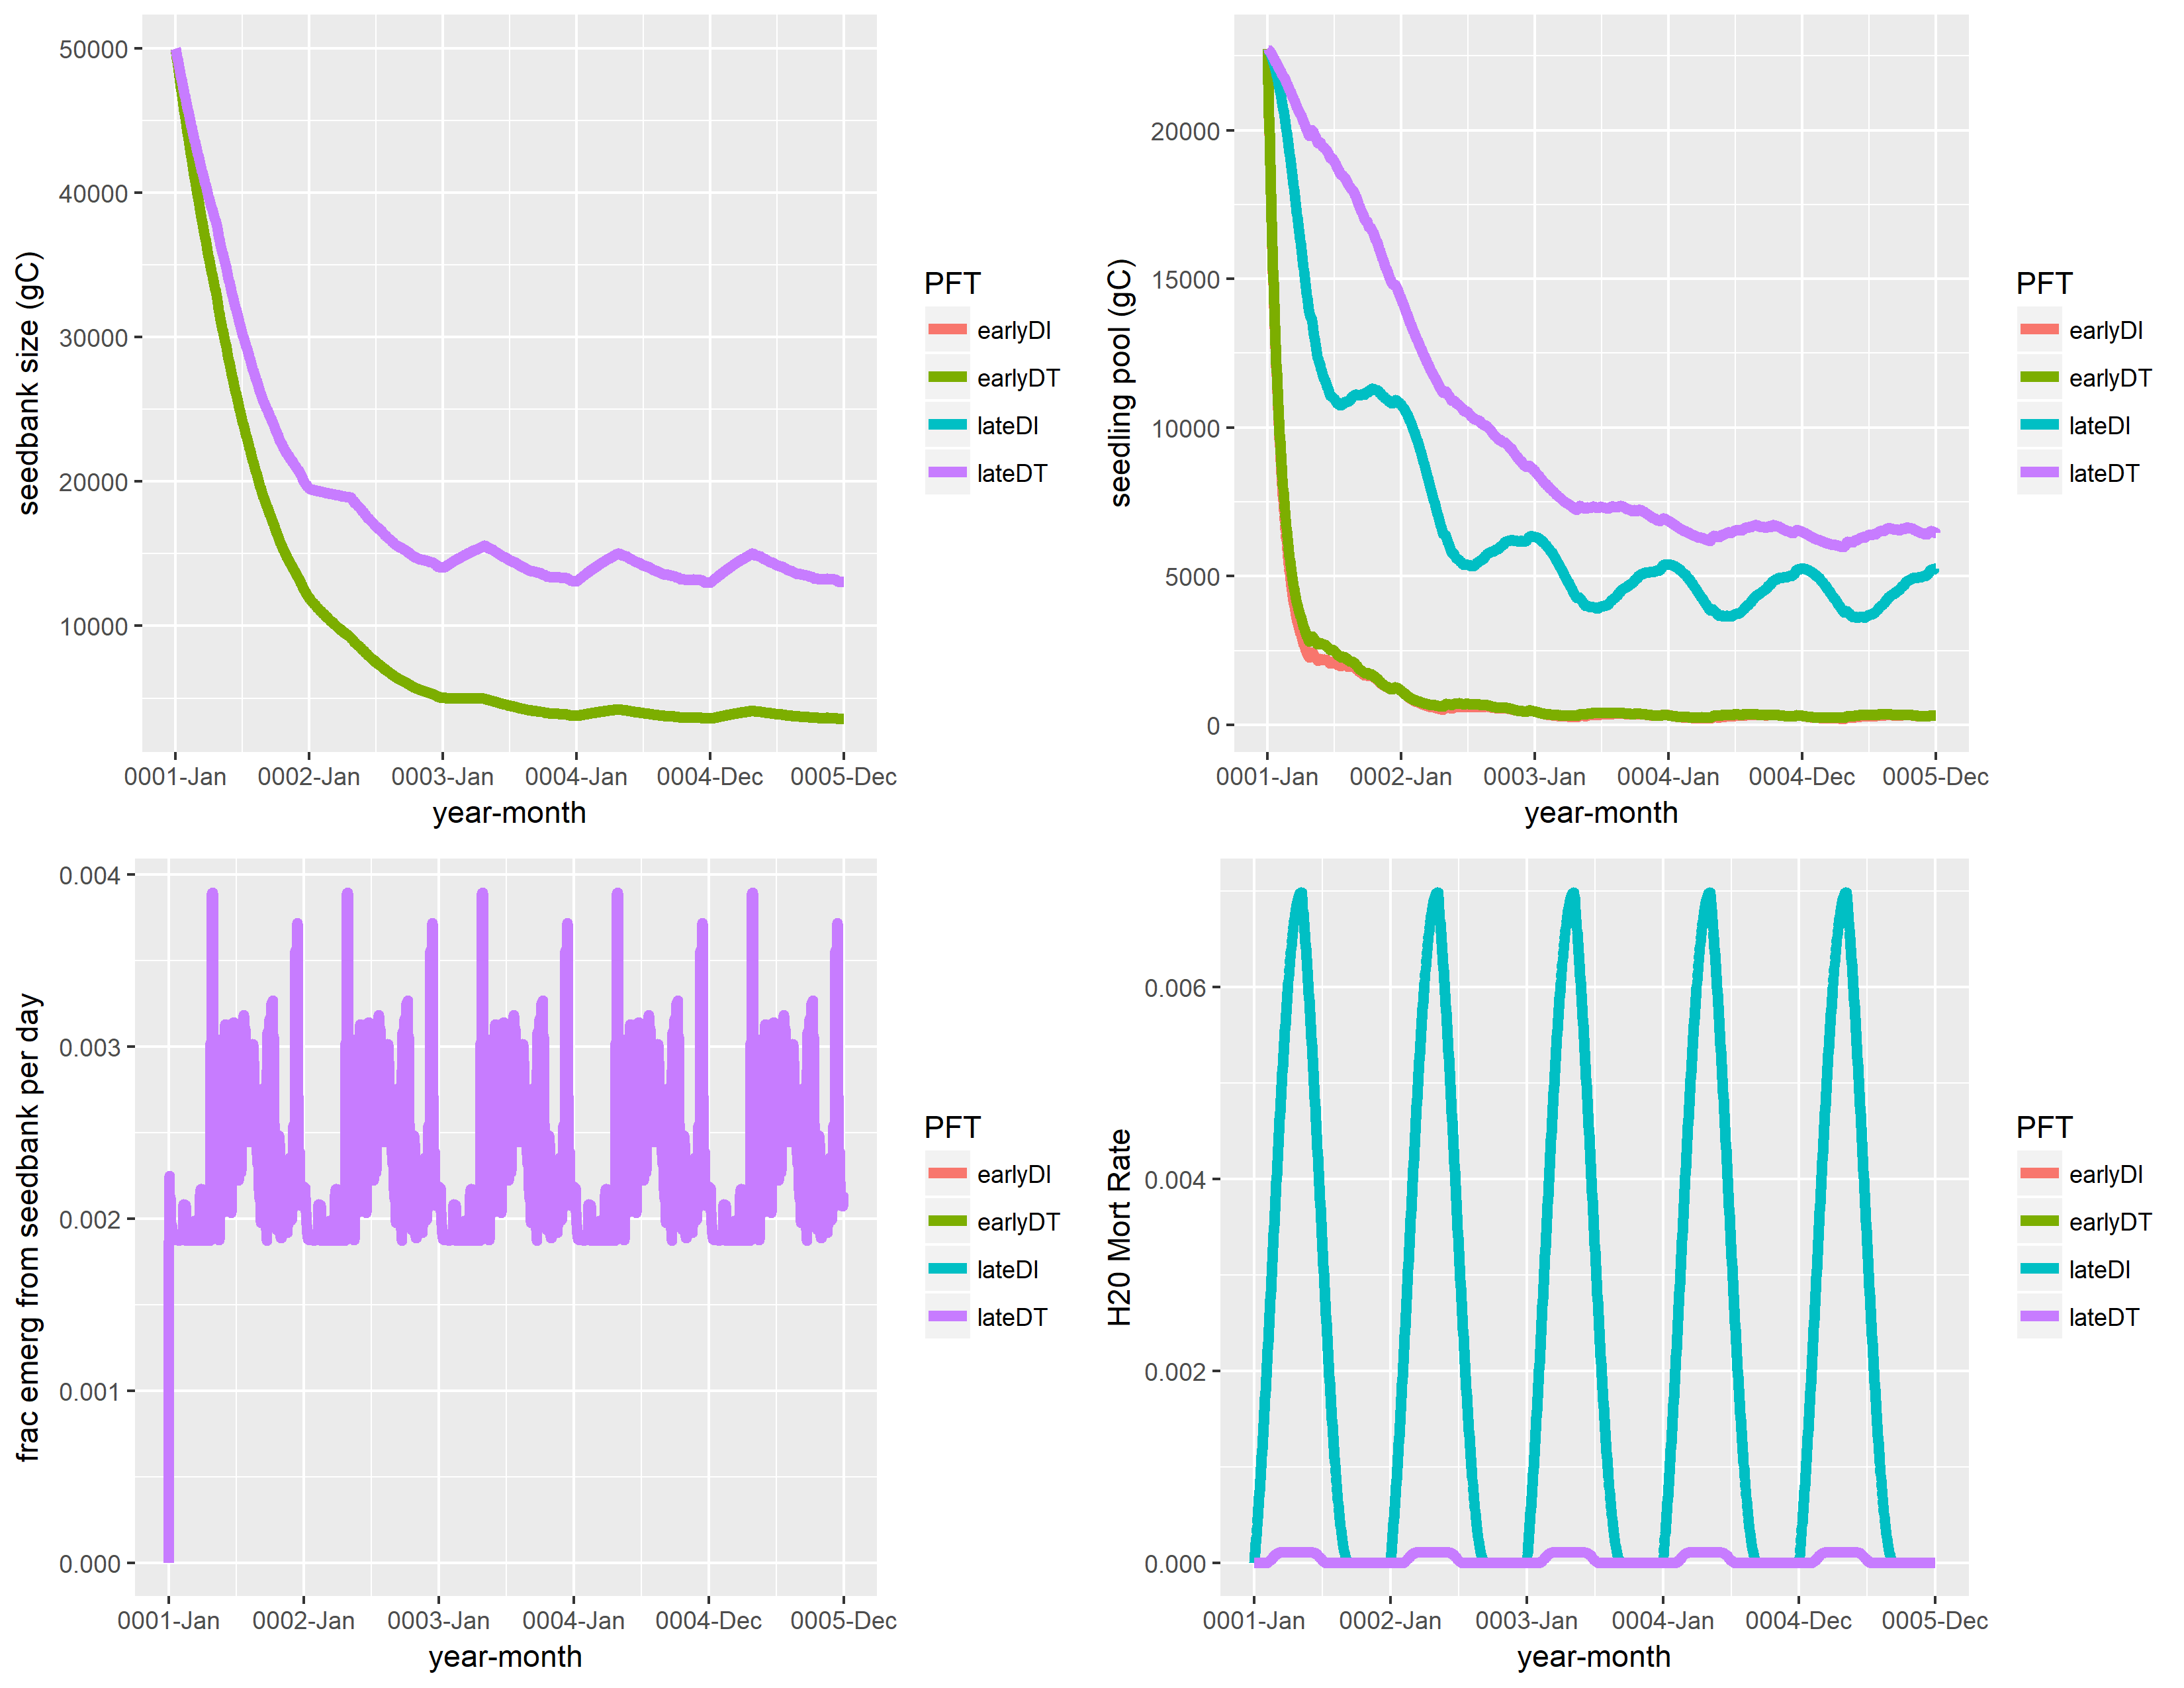 seedbank size (gC)
50000
40000
30000
20000
10000
0001-Jan 0002-Jan 0003-Jan 0004-Jan 0004-Dec 0005-Dec
year-month
PFT
earlyDI
earlyDT
lateDI
lateDT
seedling pool (gC)
20000
15000
10000
5000
0
0001-Jan 0002-Jan 0003-Jan 0004-Jan 0004-Dec 0005-Dec
year-month
PFT
earlyDI
earlyDT
lateDI
lateDT
frac emerg from seedbank per day
0.004
0.003
0.002
0.001
0.000
0001-Jan 0002-Jan 0003-Jan 0004-Jan 0004-Dec 0005-Dec
year-month
PFT
earlyDI
earlyDT
lateDI
lateDT
H20 Mort Rate
0.006
0.004
0.002
0.000
0001-Jan 0002-Jan 0003-Jan 0004-Jan 0004-Dec 0005-Dec
year-month
PFT
earlyDI
earlyDT
lateDI
lateDT